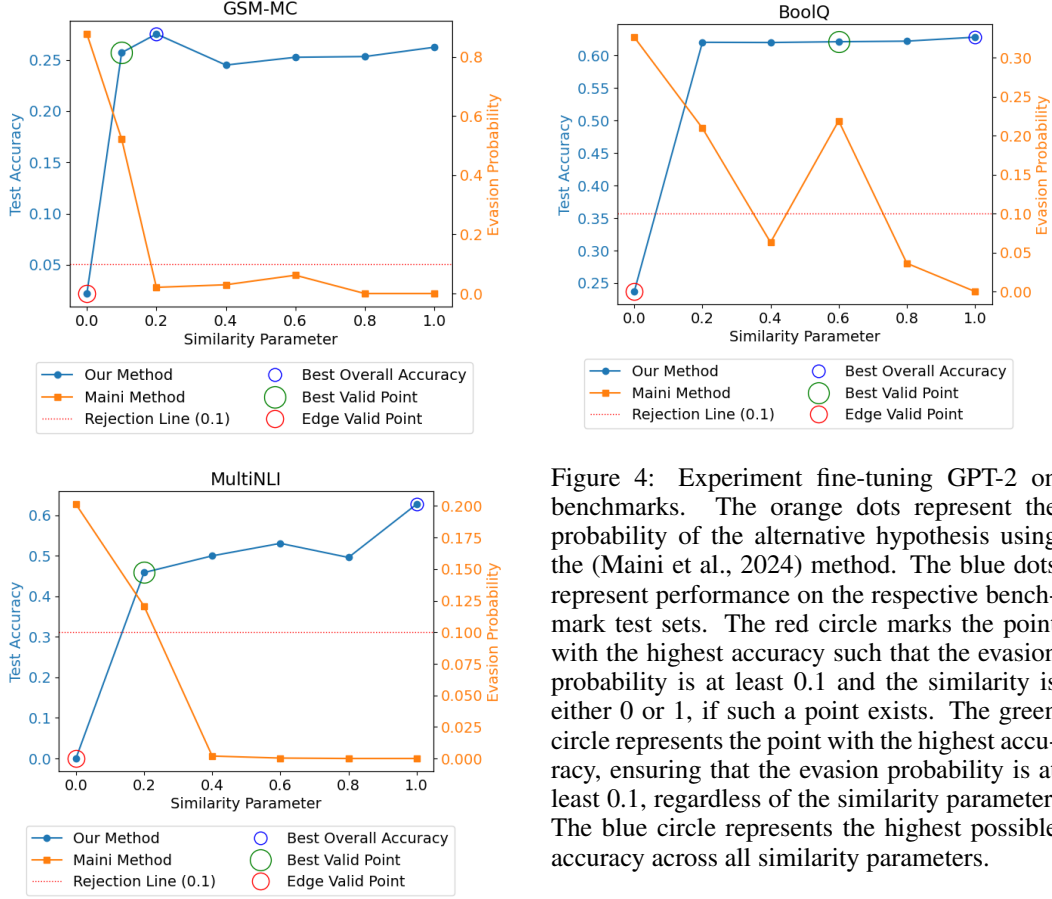 GSM-MC
0.25
0.20
0.15
0.10
0.05
Test Accuracy
0.8
0.6
0.4
0.2
0.0
Evasion Probability
0.0 0.2 0.4 0.6 0.8 1.0
Similarity Parameter
Our Method
Maini Method
Rejection Line (0.1)
Best Overall Accuracy
Best Valid Point
Edge Valid Point
BoolQ
0.60
0.55
0.50
0.45
0.40
0.35
0.30
0.25
Test Accuracy
0.30
0.25
0.20
0.15
0.10
0.05
0.00
Evasion Probability
0.0 0.2 0.4 0.6 0.8 1.0
Similarity Parameter
Our Method
Maini Method
Rejection Line (0.1)
Best Overall Accuracy
Best Valid Point
Edge Valid Point
MultiNLI
0.6
0.5
0.4
0.3
0.2
0.1
0.0
Test Accuracy
0.200
0.175
0.150
0.125
0.100
0.075
0.050
0.025
0.000
Evasion Probability
0.0 0.2 0.4 0.6 0.8 1.0
Similarity Parameter
Our Method
Maini Method
Rejection Line (0.1)
Best Overall Accuracy
Best Valid Point
Edge Valid Point
Figure 4: Experiment fine-tuning GPT-2 on
benchmarks. The orange dots represent the
probability of the alternative hypothesis using
the (Maini et al., 2024) method. The blue dots
represent performance on the respective bench-
mark test sets. The red circle marks the point
with the highest accuracy such that the evasion
probability is at least 0.1 and the similarity is
either 0 or 1, if such a point exists. The green
circle represents the point with the highest accu-
racy, ensuring that the evasion probability is at
least 0.1, regardless of the similarity parameter.
The blue circle represents the highest possible
accuracy across all similarity parameters.